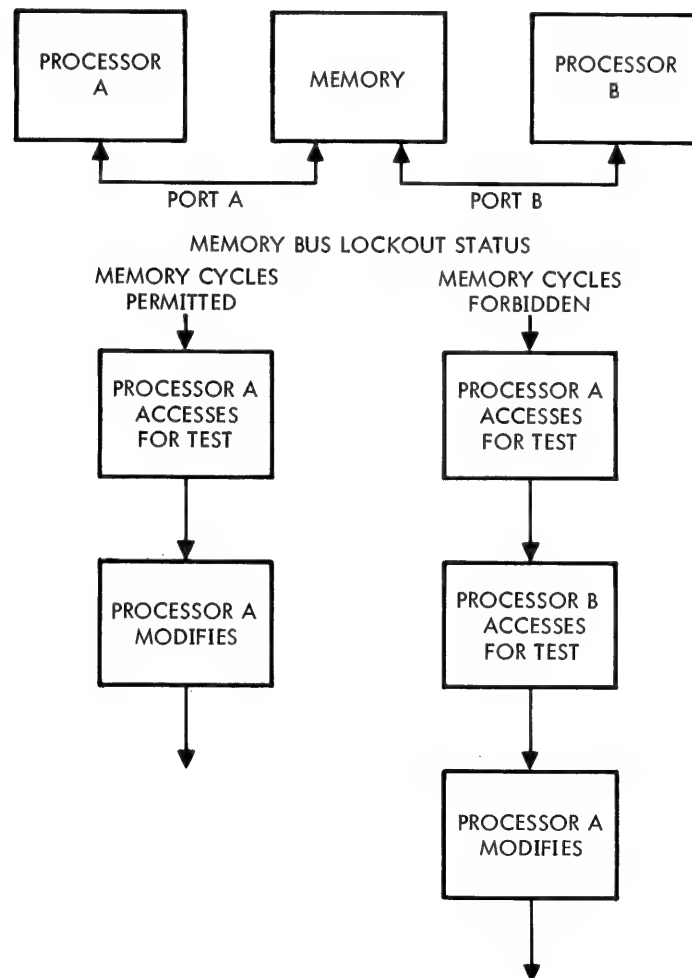 PROCESSOR
A
MEMORY
PROCESSOR
B
PORT A
PORT B
MEMORY BUS LOCKOUT STATUS
MEMORY CYCLES
PERMITTED
MEMORY CYCLES
FORBIDDEN
PROCESSOR A
ACCESSES
FOR TEST
PROCESSOR A
MODIFIES
PROCESSOR A
ACCESSES
FOR TEST
PROCESSOR B
ACCESSES
FOR TEST
PROCESSOR A
MODIFIES